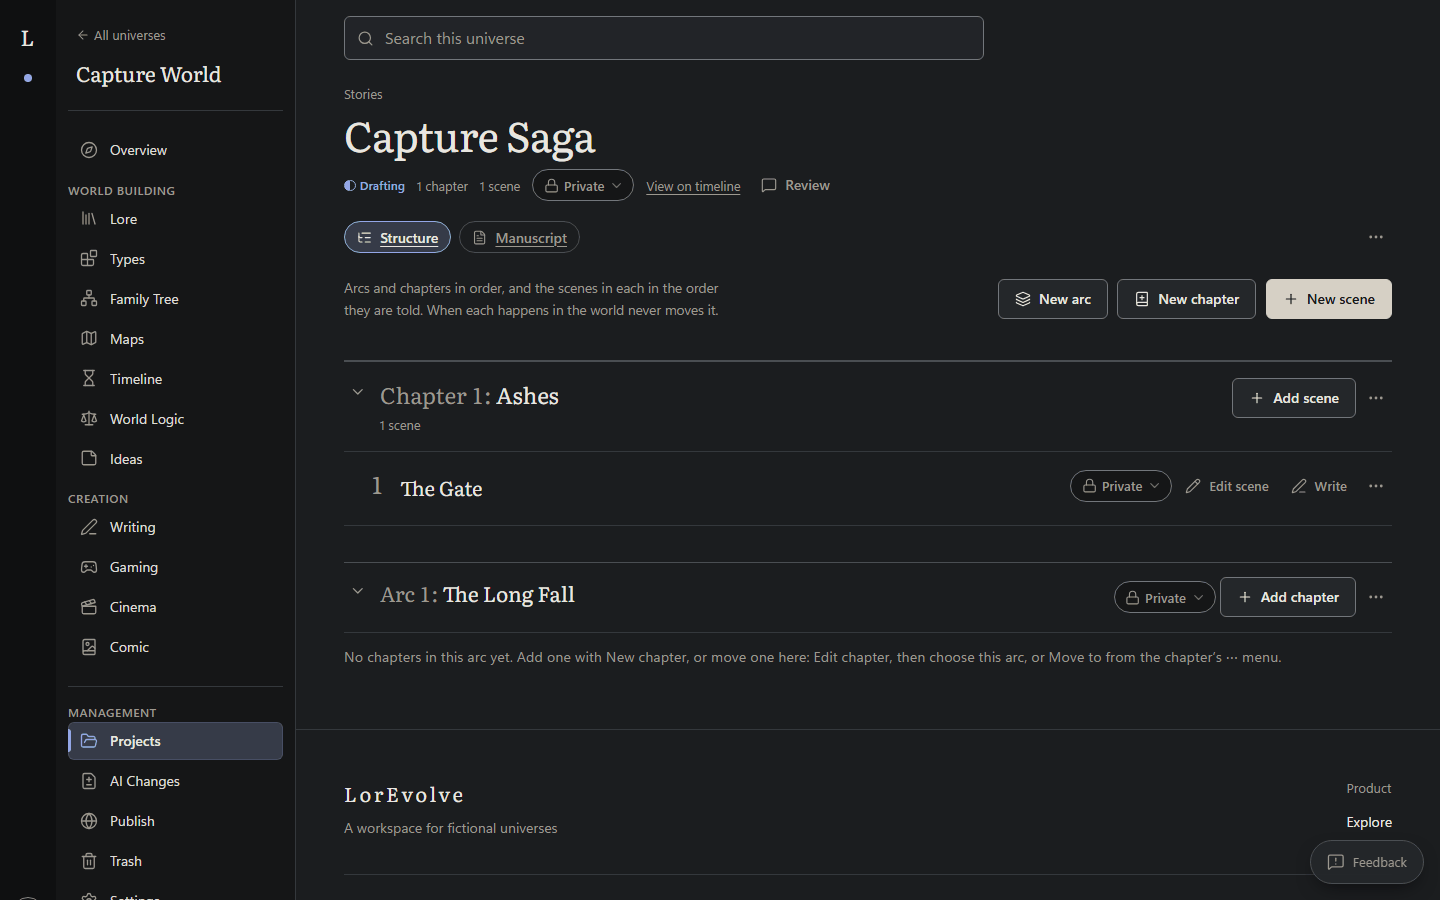 L
All universes
Capture World
Overview
WORLD BUILDING
Lore
Types
Family Tree
Maps
Timeline
World Logic
Ideas
CREATION
Writing
Gaming
Cinema
Comic
MANAGEMENT
Projects
AI Changes
Publish
Trash
Settings
Search this universe
Stories
Capture Saga
Drafting 1 chapter 1 scene Private View on timeline Review
Structure Manuscript
Arcs and chapters in order, and the scenes in each in the order
they are told. When each happens in the world never moves it.
New arc New chapter New scene
Chapter 1: Ashes
Add scene
1 scene
1 The Gate
Private Edit scene Write
Arc 1: The Long Fall
Private Add chapter
No chapters in this arc yet. Add one with New chapter, or move one here: Edit chapter, then choose this arc, or Move to from the chapter’s ··· menu.
LorEvolve
A workspace for fictional universes
Product
Explore
Feedback